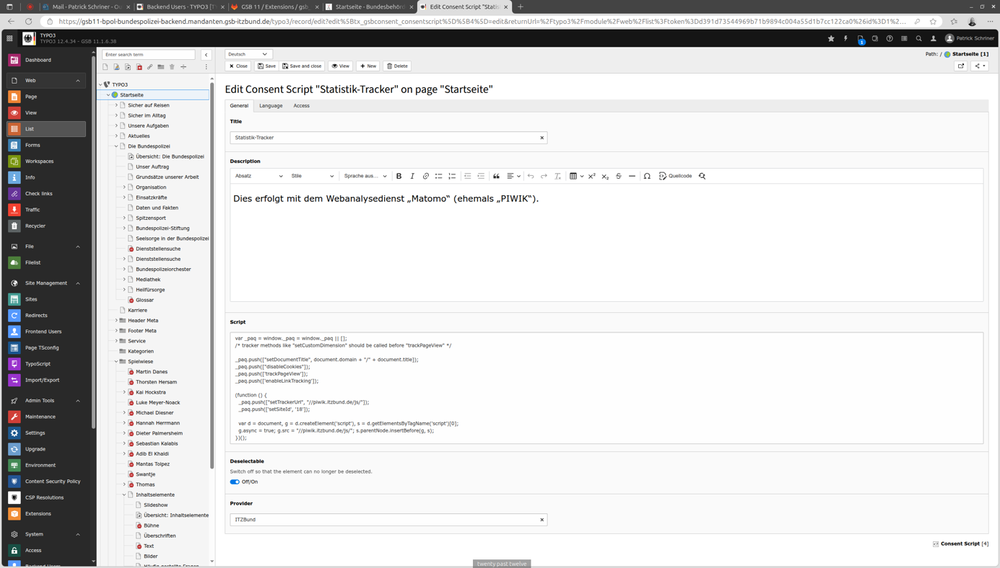 Mail - Patrick Schriner - Ou
Backend Users · TYPO3 [T
GSB 11 / Extensions / gsb_
Startseite - Bundesbehörd
Edit Consent Script "Statis
https://gsb11-bpol-bundespolizei-backend.mandanten.gsb-itzbund.de/typo3/record/edit?edit%5Btx_gsbconsent_consentscript%5D%5B4%5D=edit&returnUrl=%2Ftypo3%2Fmodule%2Fweb%2Flist%3Ftoken%3Dd391d73544969b71b9894c004a55d1b7cc122ca0%26id%3D1%2...
TYPO3
TYPO3 12.4.34 - GSB 11.1.6.38
1
Patrick Schriner
Dashboard
Web
Page
View
List
Forms
Workspaces
Info
Check links
Traffic
Recycler
File
Filelist
Site Management
Sites
Redirects
Frontend Users
Page TSconfig
TypoScript
Import/Export
Admin Tools
Maintenance
Settings
Upgrade
Environment
Content Security Policy
CSP Resolutions
Extensions
System
Access
Backend Users
Enter search term
TYPO3
Startseite
Sicher auf Reisen
Sicher im Alltag
Unsere Aufgaben
Aktuelles
Die Bundespolizei
Übersicht: Die Bundespolizei
Unser Auftrag
Grundsätze unserer Arbeit
Organisation
Einsatzkräfte
Daten und Fakten
Spitzensport
Bundespolizei-Stiftung
Seelsorge in der Bundespolizei
Dienststellensuche
Dienststellensuche
Bundespolizeiorchester
Mediathek
Heilfürsorge
Glossar
Karriere
Header Meta
Footer Meta
Service
Kategorien
Spielwiese
Martin Danes
Thorsten Hersam
Kai Hockstra
Luke Meyer-Noack
Michael Diesner
Hannah Herrmann
Dieter Palmersheim
Sebastian Kalabis
Adib El Khaldi
Mantas Tolpez
Swantje
Thomas
Inhaltselemente
Slideshow
Übersicht: Inhaltselemente
Bühne
Überschriften
Text
Bilder
Häufig gestellte Fragen
Deutsch
Path: / Startseite [1]
Close
Save
Save and close
View
New
Delete
Edit Consent Script "Statistik-Tracker" on page "Startseite"
General
Language
Access
Title
Statistik-Tracker
Description
Absatz
Stile
Sprache aus...
Quellcode
Dies erfolgt mit dem Webanalysedienst „Matomo“ (ehemals „PIWIK“).
Script
var _paq = window._paq = window._paq || [];
/* tracker methods like "setCustomDimension" should be called before "trackPageView" */
_paq.push(["setDocumentTitle", document.domain + "/" + document.title]);
_paq.push(["disableCookies"]);
_paq.push(['trackPageView']);
_paq.push(['enableLinkTracking']);
(function () {
_paq.push(["setTrackerUrl", "//piwik.itzbund.de/js/"]);
_paq.push(['setSiteId', '18']);
var d = document, g = d.createElement('script'), s = d.getElementsByTagName('script')[0];
g.async = true; g.src = "//piwik.itzbund.de/js/"; s.parentNode.insertBefore(g, s);
})();
Deselectable
Switch off so that the element can no longer be deselected.
Off/On
Provider
ITZBund
Consent Script [4]
twenty past twelve